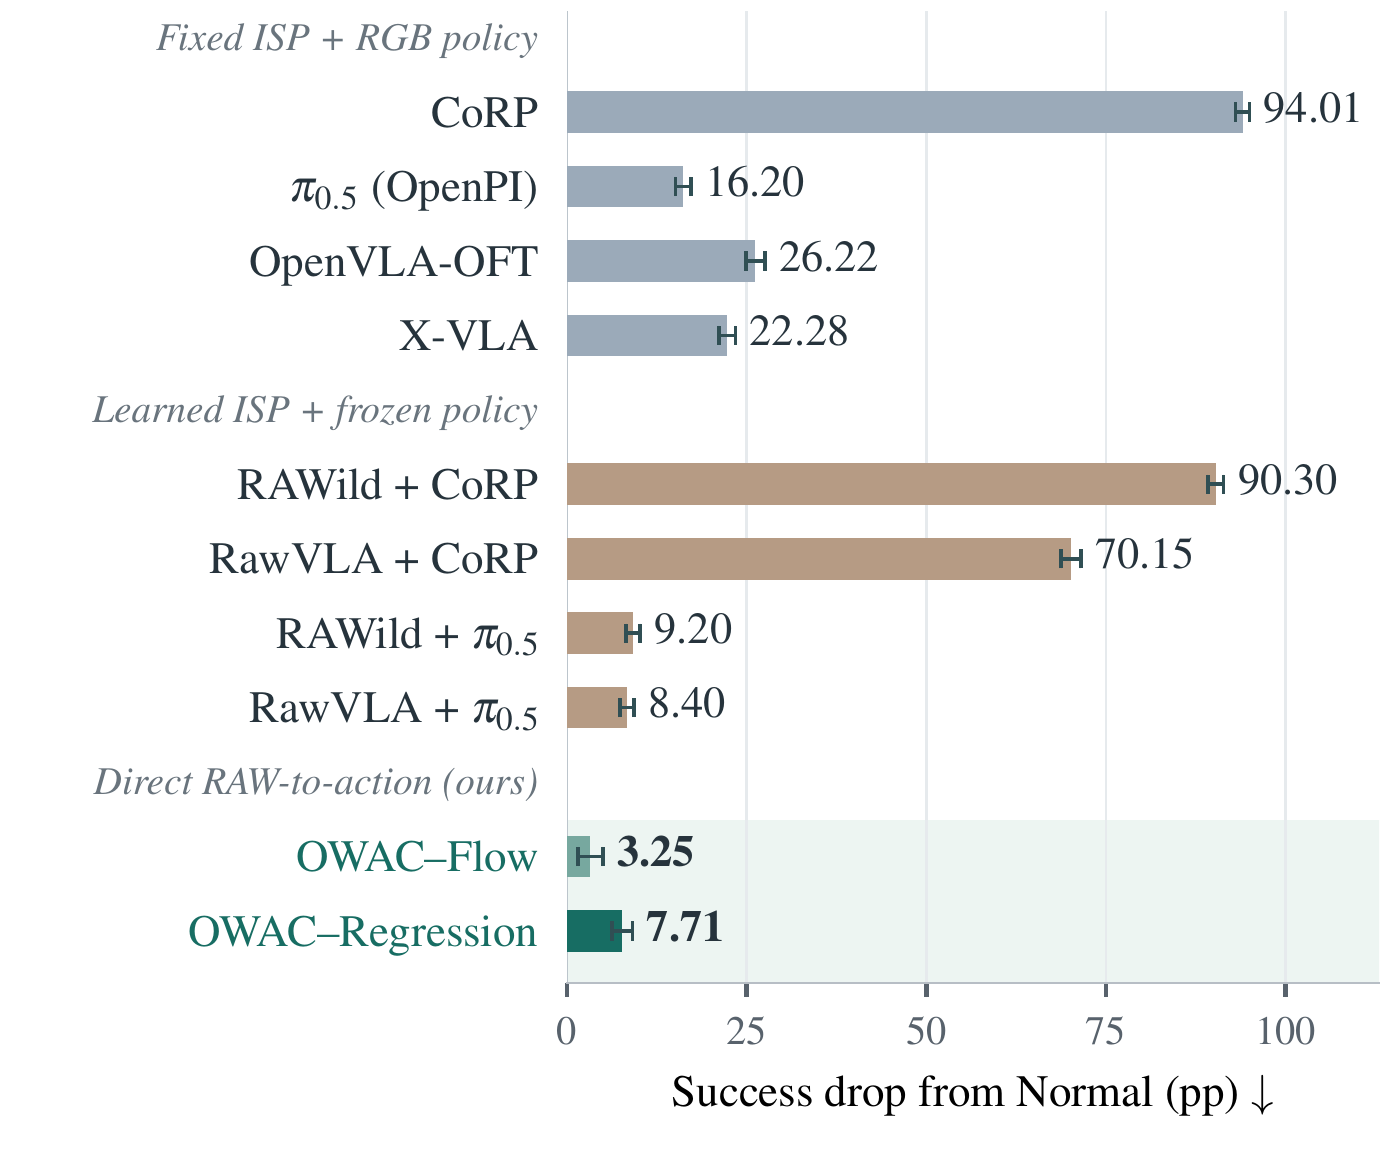 Fixed ISP + RGB policy
CoRP 94.01
π0.5 (OpenPI) 16.20
OpenVLA-OFT 26.22
X-VLA 22.28
Learned ISP + frozen policy
RAWild + CoRP 90.30
RawVLA + CoRP 70.15
RAWild + π0.5 9.20
RawVLA + π0.5 8.40
Direct RAW-to-action (ours)
OWAC–Flow 3.25
OWAC–Regression 7.71
0 25 50 75 100
Success drop from Normal (pp) ↓